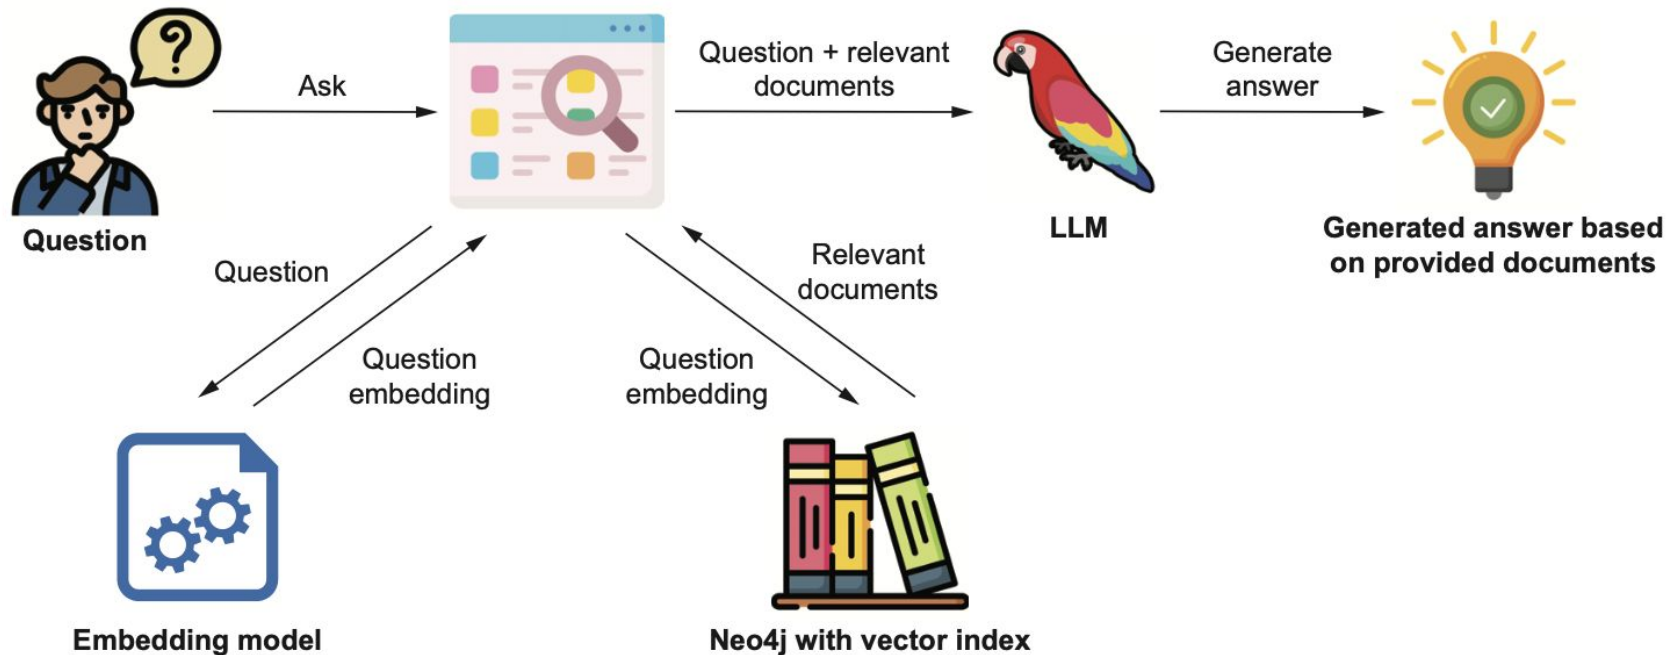 ?
Ask
Question + relevant
documents
Generate
answer
Question
LLM
Generated answer based
on provided documents
Question
Relevant
documents
Question
embedding
Question
embedding
Embedding model
Neo4j with vector index